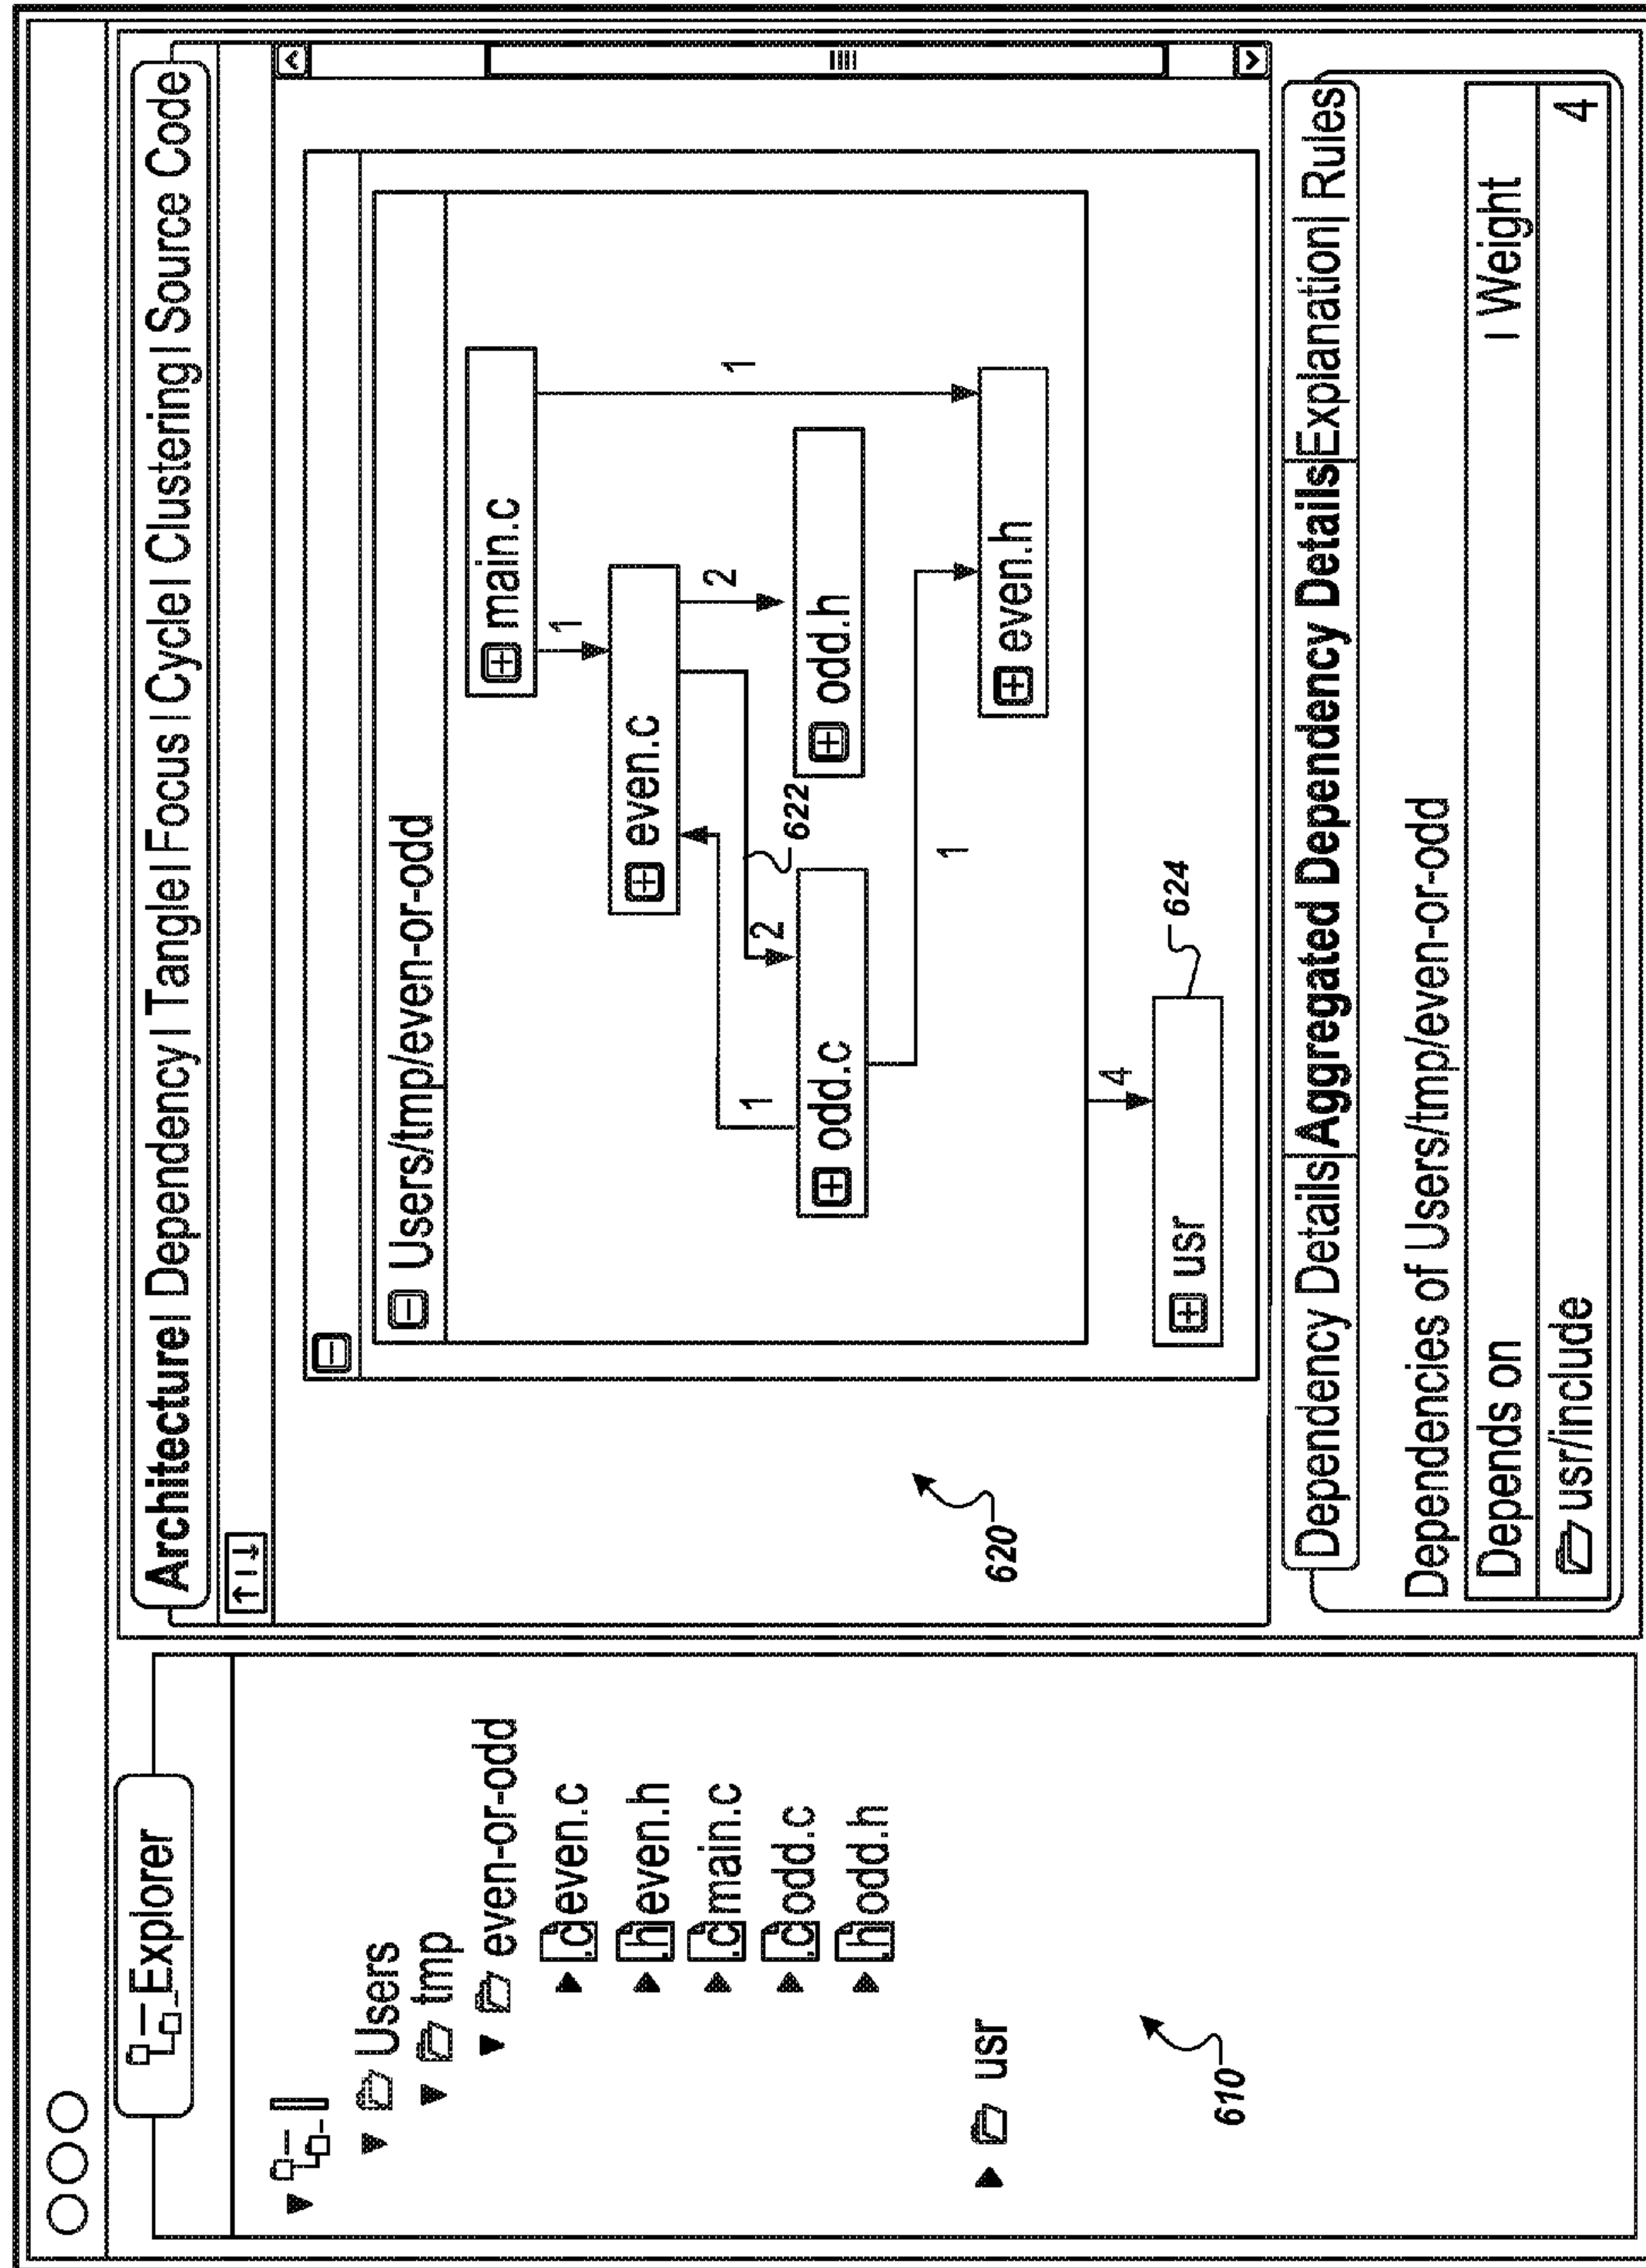 Explorer
Users
tmp
even-or-odd
.c even.c
.h even.h
.c main.c
.c odd.c
.h odd.h
usr
610
Architecture | Dependency | Tangle | Focus | Cycle | Clustering | Source Code
Users/tmp/even-or-odd
main.c
1
1
even.c
2
622
2
1
odd.c
odd.h
1
even.h
4
usr
624
620
Dependency Details | Aggregated Dependency Details | Explanation | Rules
Dependencies of Users/tmp/even-or-odd
Depends on | Weight
usr/include 4